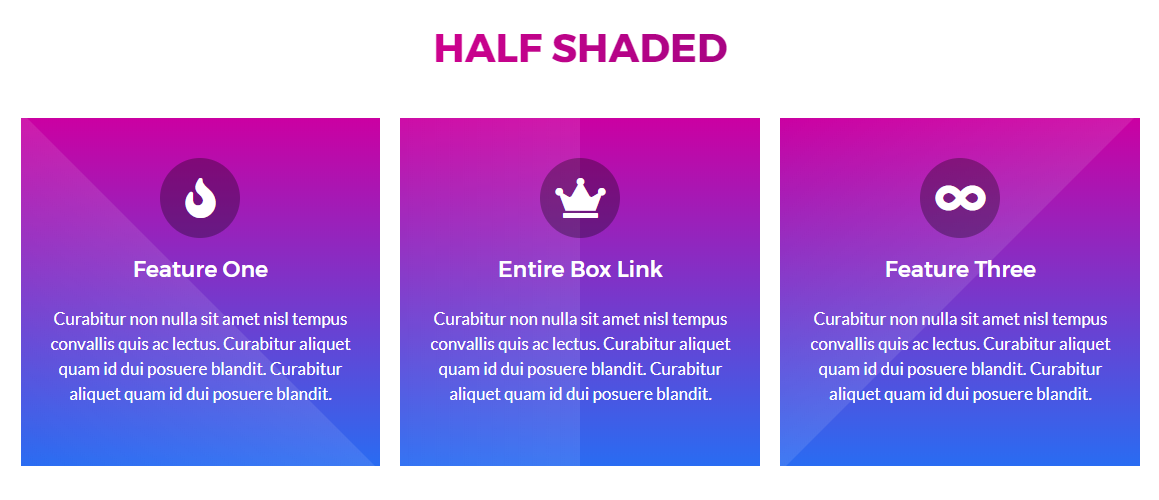 HALF SHADED
Feature One
Curabitur non nulla sit amet nisl tempus
convallis quis ac lectus. Curabitur aliquet
quam id dui posuere blandit. Curabitur
aliquet quam id dui posuere blandit.
Entire Box Link
Curabitur non nulla sit amet nisl tempus
convallis quis ac lectus. Curabitur aliquet
quam id dui posuere blandit. Curabitur
aliquet quam id dui posuere blandit.
Feature Three
Curabitur non nulla sit amet nisl tempus
convallis quis ac lectus. Curabitur aliquet
quam id dui posuere blandit. Curabitur
aliquet quam id dui posuere blandit.